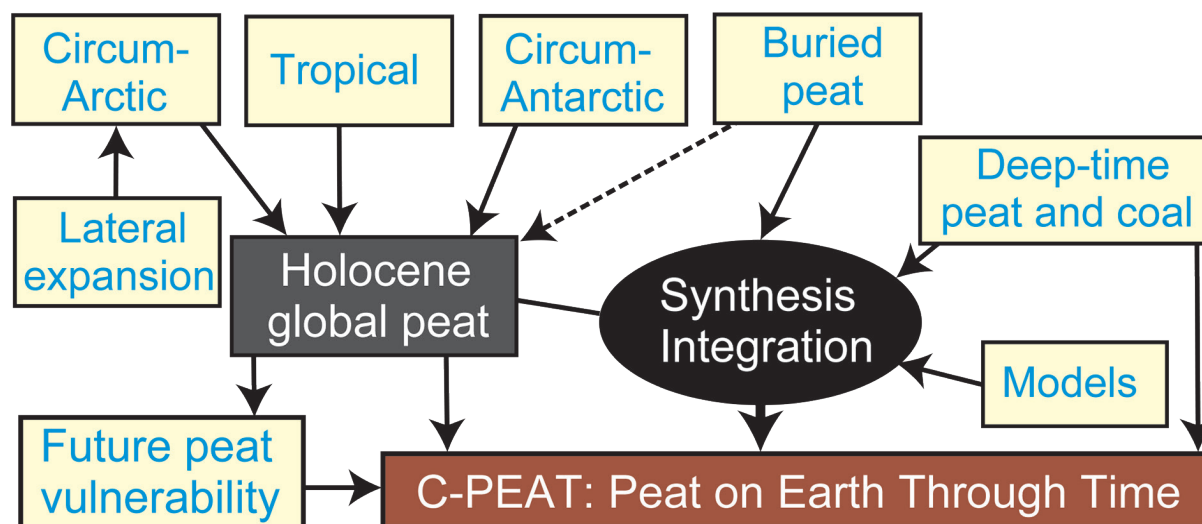 Circum-
Arctic
Tropical
Circum-
Antarctic
Buried
peat
Deep-time
peat and coal
Lateral
expansion
Holocene
global peat
Synthesis
Integration
Models
Future peat
vulnerability
C-PEAT: Peat on Earth Through Time